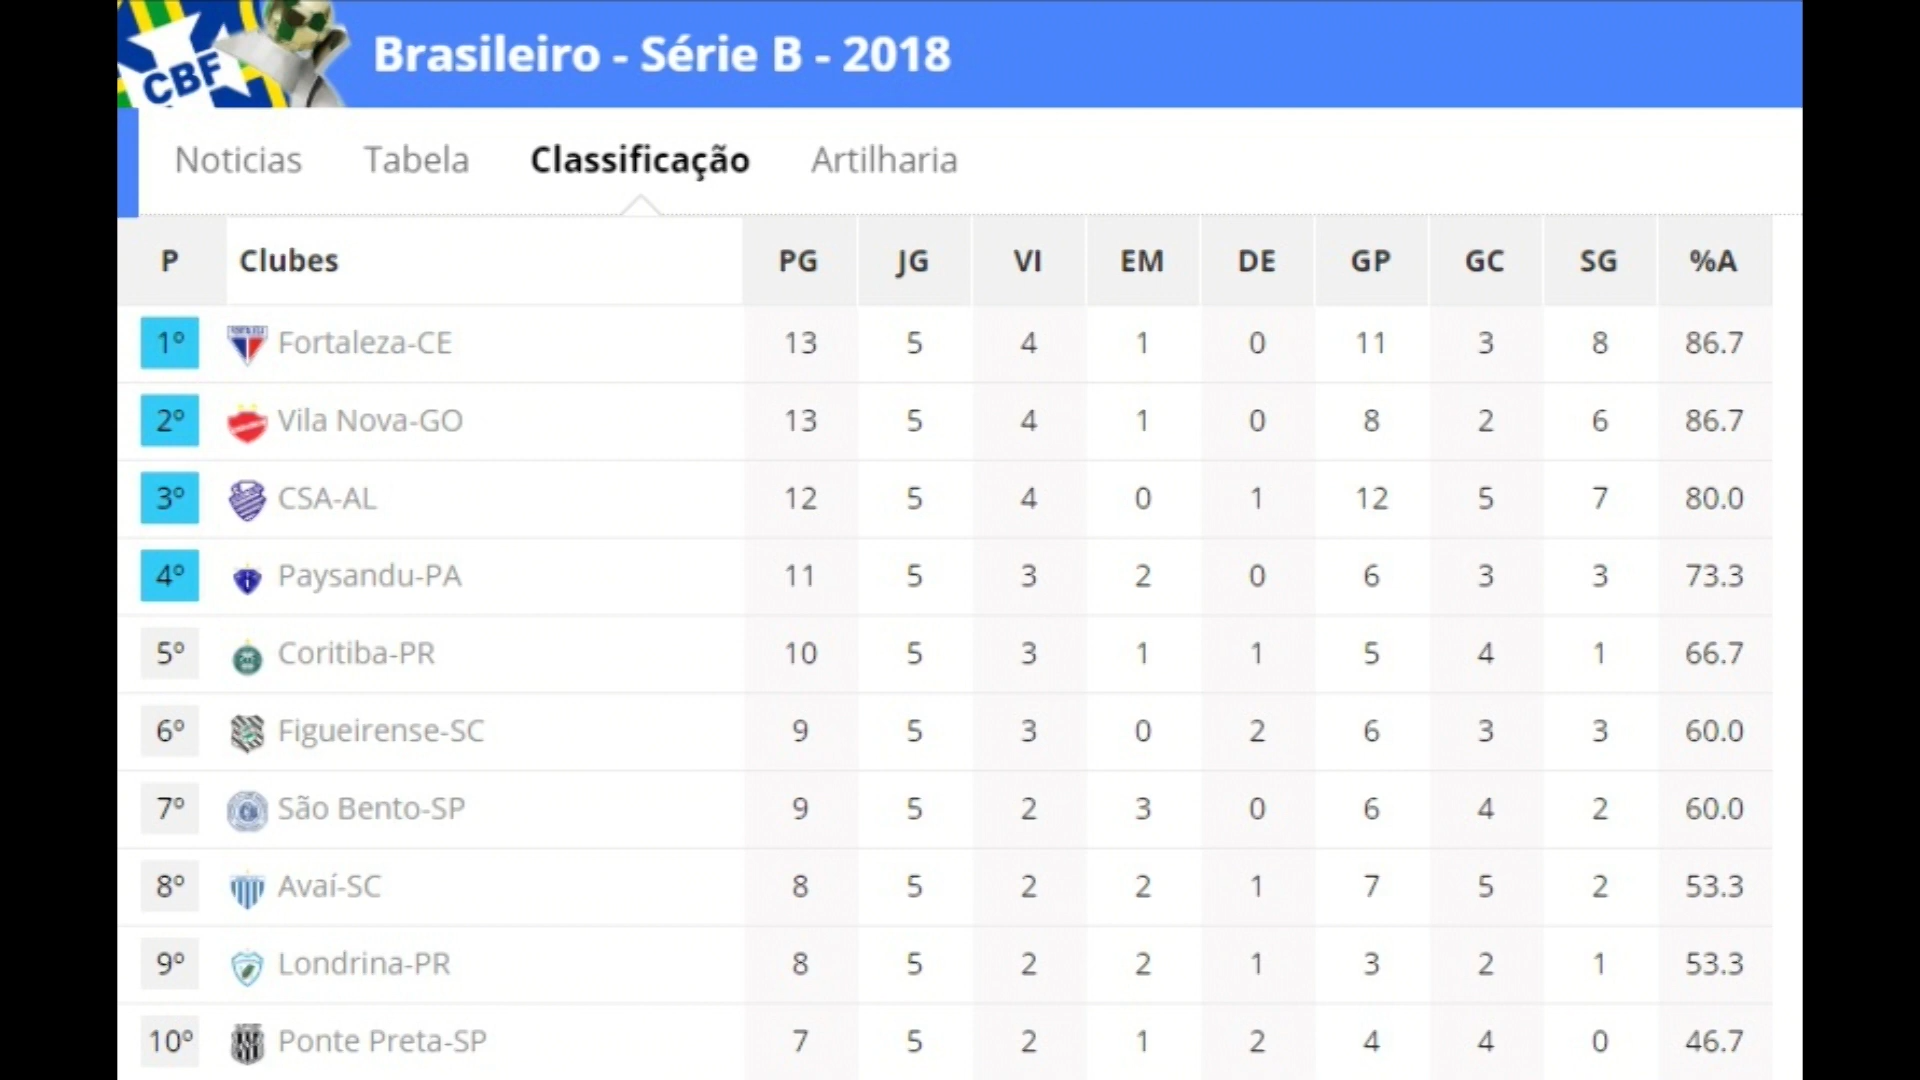 CBF
Brasileiro - Série B - 2018
Noticias Tabela Classificação Artilharia
P Clubes PG JG VI EM DE GP GC SG %A
1º Fortaleza-CE 13 5 4 1 0 11 3 8 86.7
2º Vila Nova-GO 13 5 4 1 0 8 2 6 86.7
3º CSA-AL 12 5 4 0 1 12 5 7 80.0
4º Paysandu-PA 11 5 3 2 0 6 3 3 73.3
5º Coritiba-PR 10 5 3 1 1 5 4 1 66.7
6º Figueirense-SC 9 5 3 0 2 6 3 3 60.0
7º São Bento-SP 9 5 2 3 0 6 4 2 60.0
8º Avaí-SC 8 5 2 2 1 7 5 2 53.3
9º Londrina-PR 8 5 2 2 1 3 2 1 53.3
10º Ponte Preta-SP 7 5 2 1 2 4 4 0 46.7